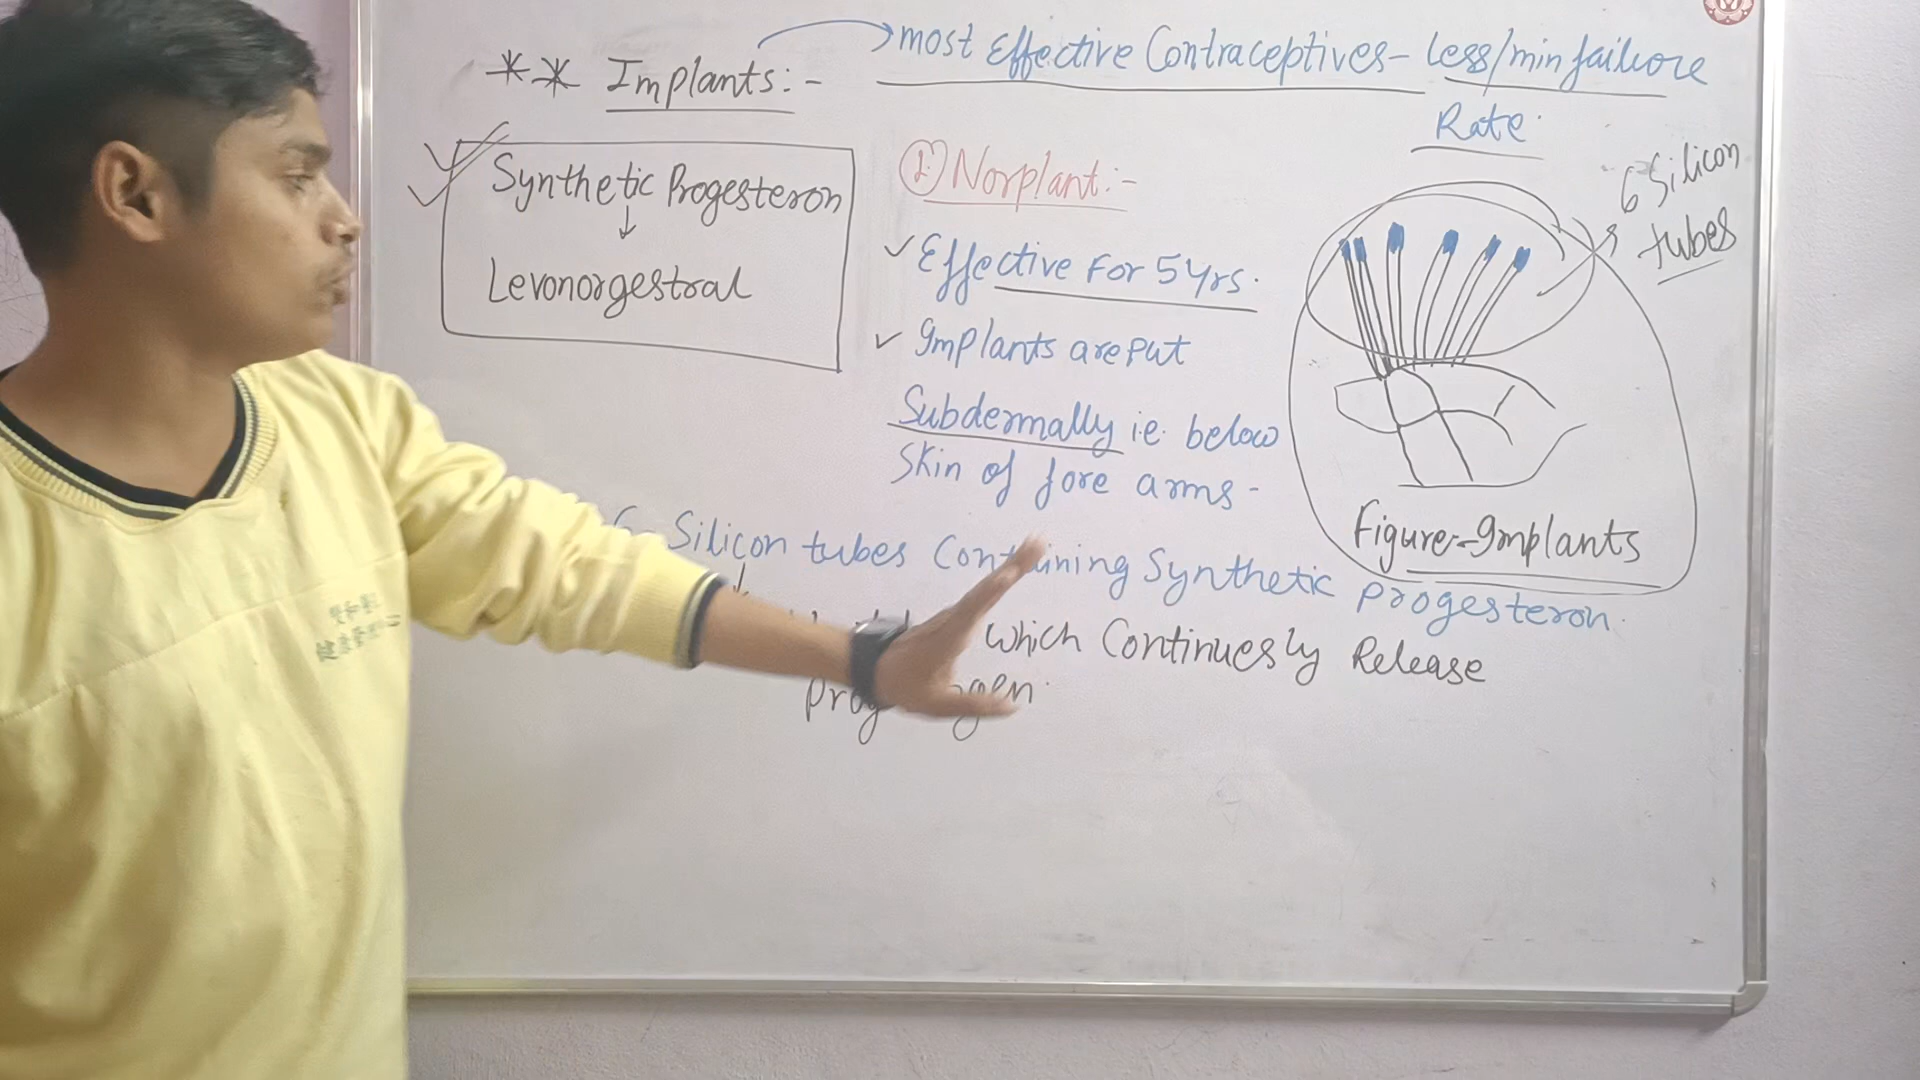 ** Implants:- → most Effective Contraceptives- less/min failure
Rate.
Synthetic Progesteron
↓
Levonorgestral
① Norplant:-
✓ Effective For 5 Yrs.
✓ Implants are put
Subdermally i.e. below
Skin of fore arms-
6 Silicon
tubes
Figure-Implants
Silicon tubes Containing Synthetic progesteron.
which Continuesly Release